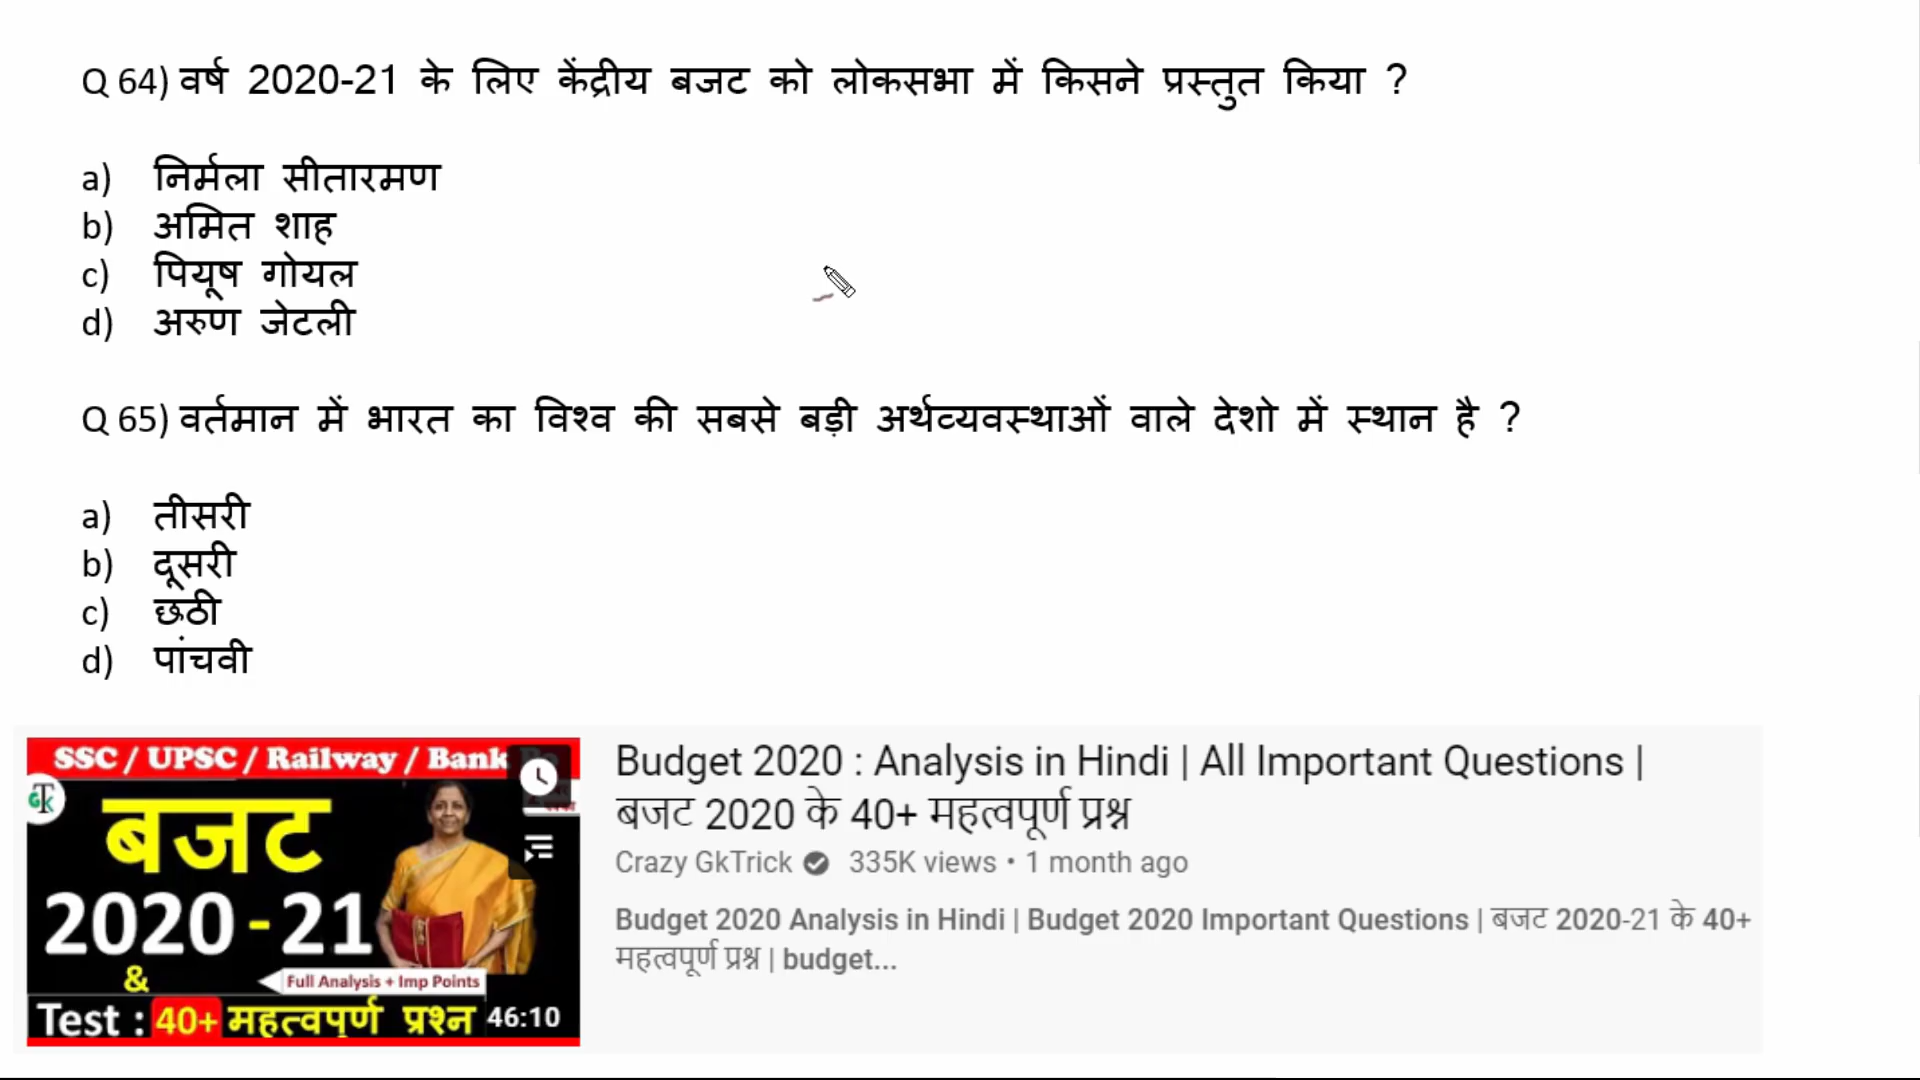 Q 64) वर्ष 2020-21 के लिए केंद्रीय बजट को लोकसभा में किसने प्रस्तुत किया ?
a) निर्मला सीतारमण
b) अमित शाह
c) पियूष गोयल
d) अरुण जेटली
Q 65) वर्तमान में भारत का विश्व की सबसे बड़ी अर्थव्यवस्थाओं वाले देशो में स्थान है ?
a) तीसरी
b) दूसरी
c) छठी
d) पांचवी
SSC / UPSC / Railway / Bank
GTK
बजट
2020-21
&
Full Analysis + Imp Points
Test : 40+ महत्वपूर्ण प्रश्न
46:10
Budget 2020 : Analysis in Hindi | All Important Questions |
बजट 2020 के 40+ महत्वपूर्ण प्रश्न
Crazy GkTrick 335K views • 1 month ago
Budget 2020 Analysis in Hindi | Budget 2020 Important Questions | बजट 2020-21 के 40+
महत्वपूर्ण प्रश्न | budget...